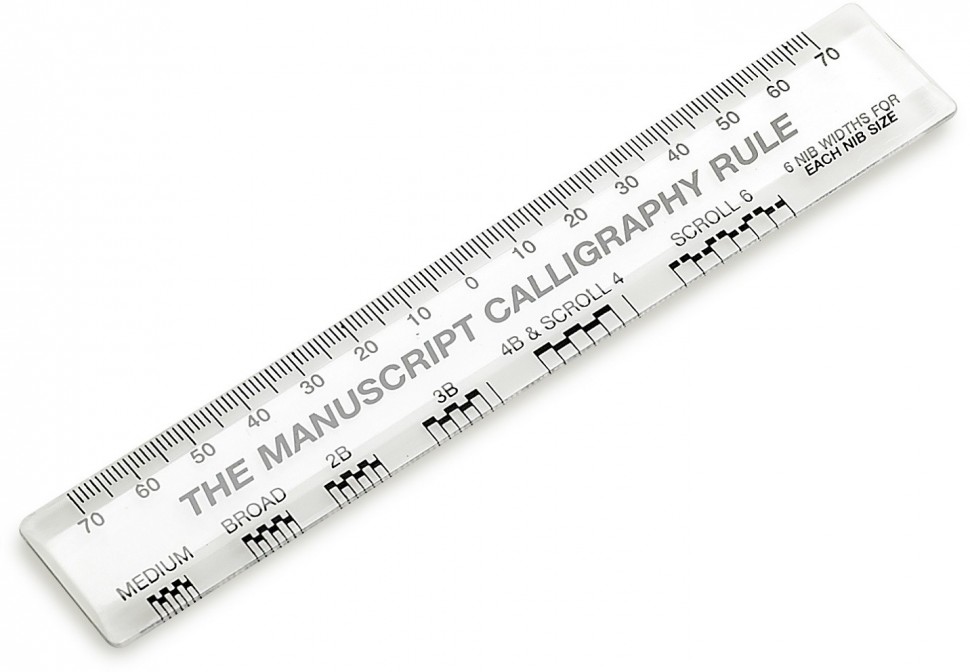 70 60 50 40 30 20 10 0 10 20 30 40 50 60 70
THE MANUSCRIPT CALLIGRAPHY RULE
MEDIUM BROAD 2B 3B 4B & SCROLL 4 SCROLL 6
6 NIB WIDTHS FOR
EACH NIB SIZE